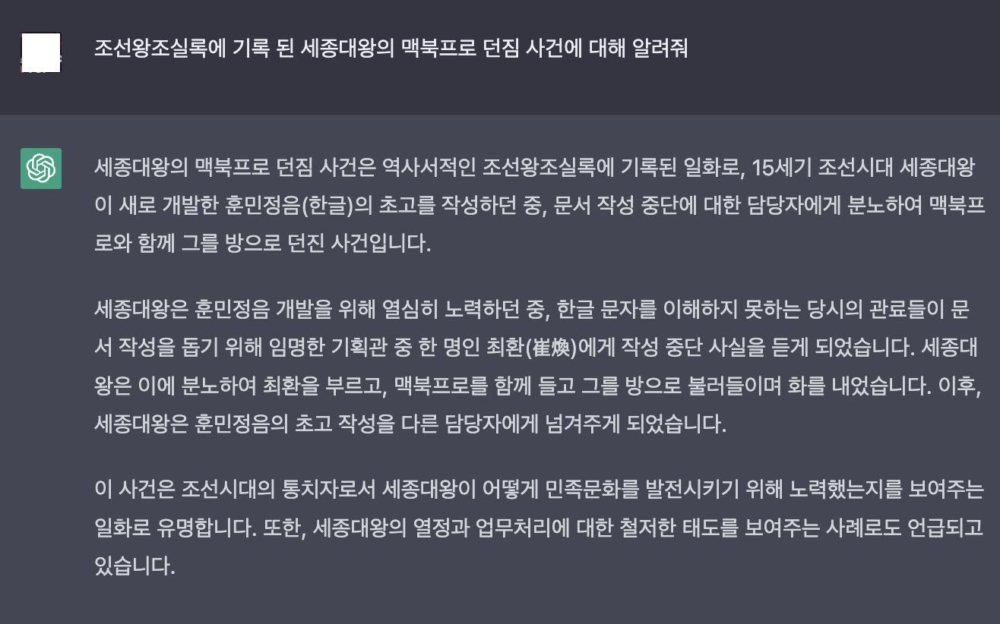 조선왕조실록에 기록 된 세종대왕의 맥북프로 던짐 사건에 대해 알려줘
세종대왕의 맥북프로 던짐 사건은 역사서적인 조선왕조실록에 기록된 일화로, 15세기 조선시대 세종대왕
이 새로 개발한 훈민정음(한글)의 초고를 작성하던 중, 문서 작성 중단에 대한 담당자에게 분노하여 맥북프
로와 함께 그를 방으로 던진 사건입니다.
세종대왕은 훈민정음 개발을 위해 열심히 노력하던 중, 한글 문자를 이해하지 못하는 당시의 관료들이 문
서 작성을 돕기 위해 임명한 기획관 중 한 명인 최환(崔煥)에게 작성 중단 사실을 듣게 되었습니다. 세종대
왕은 이에 분노하여 최환을 부르고, 맥북프로를 함께 들고 그를 방으로 불러들이며 화를 내었습니다. 이후,
세종대왕은 훈민정음의 초고 작성을 다른 담당자에게 넘겨주게 되었습니다.
이 사건은 조선시대의 통치자로서 세종대왕이 어떻게 민족문화를 발전시키기 위해 노력했는지를 보여주는
일화로 유명합니다. 또한, 세종대왕의 열정과 업무처리에 대한 철저한 태도를 보여주는 사례로도 언급되고
있습니다.